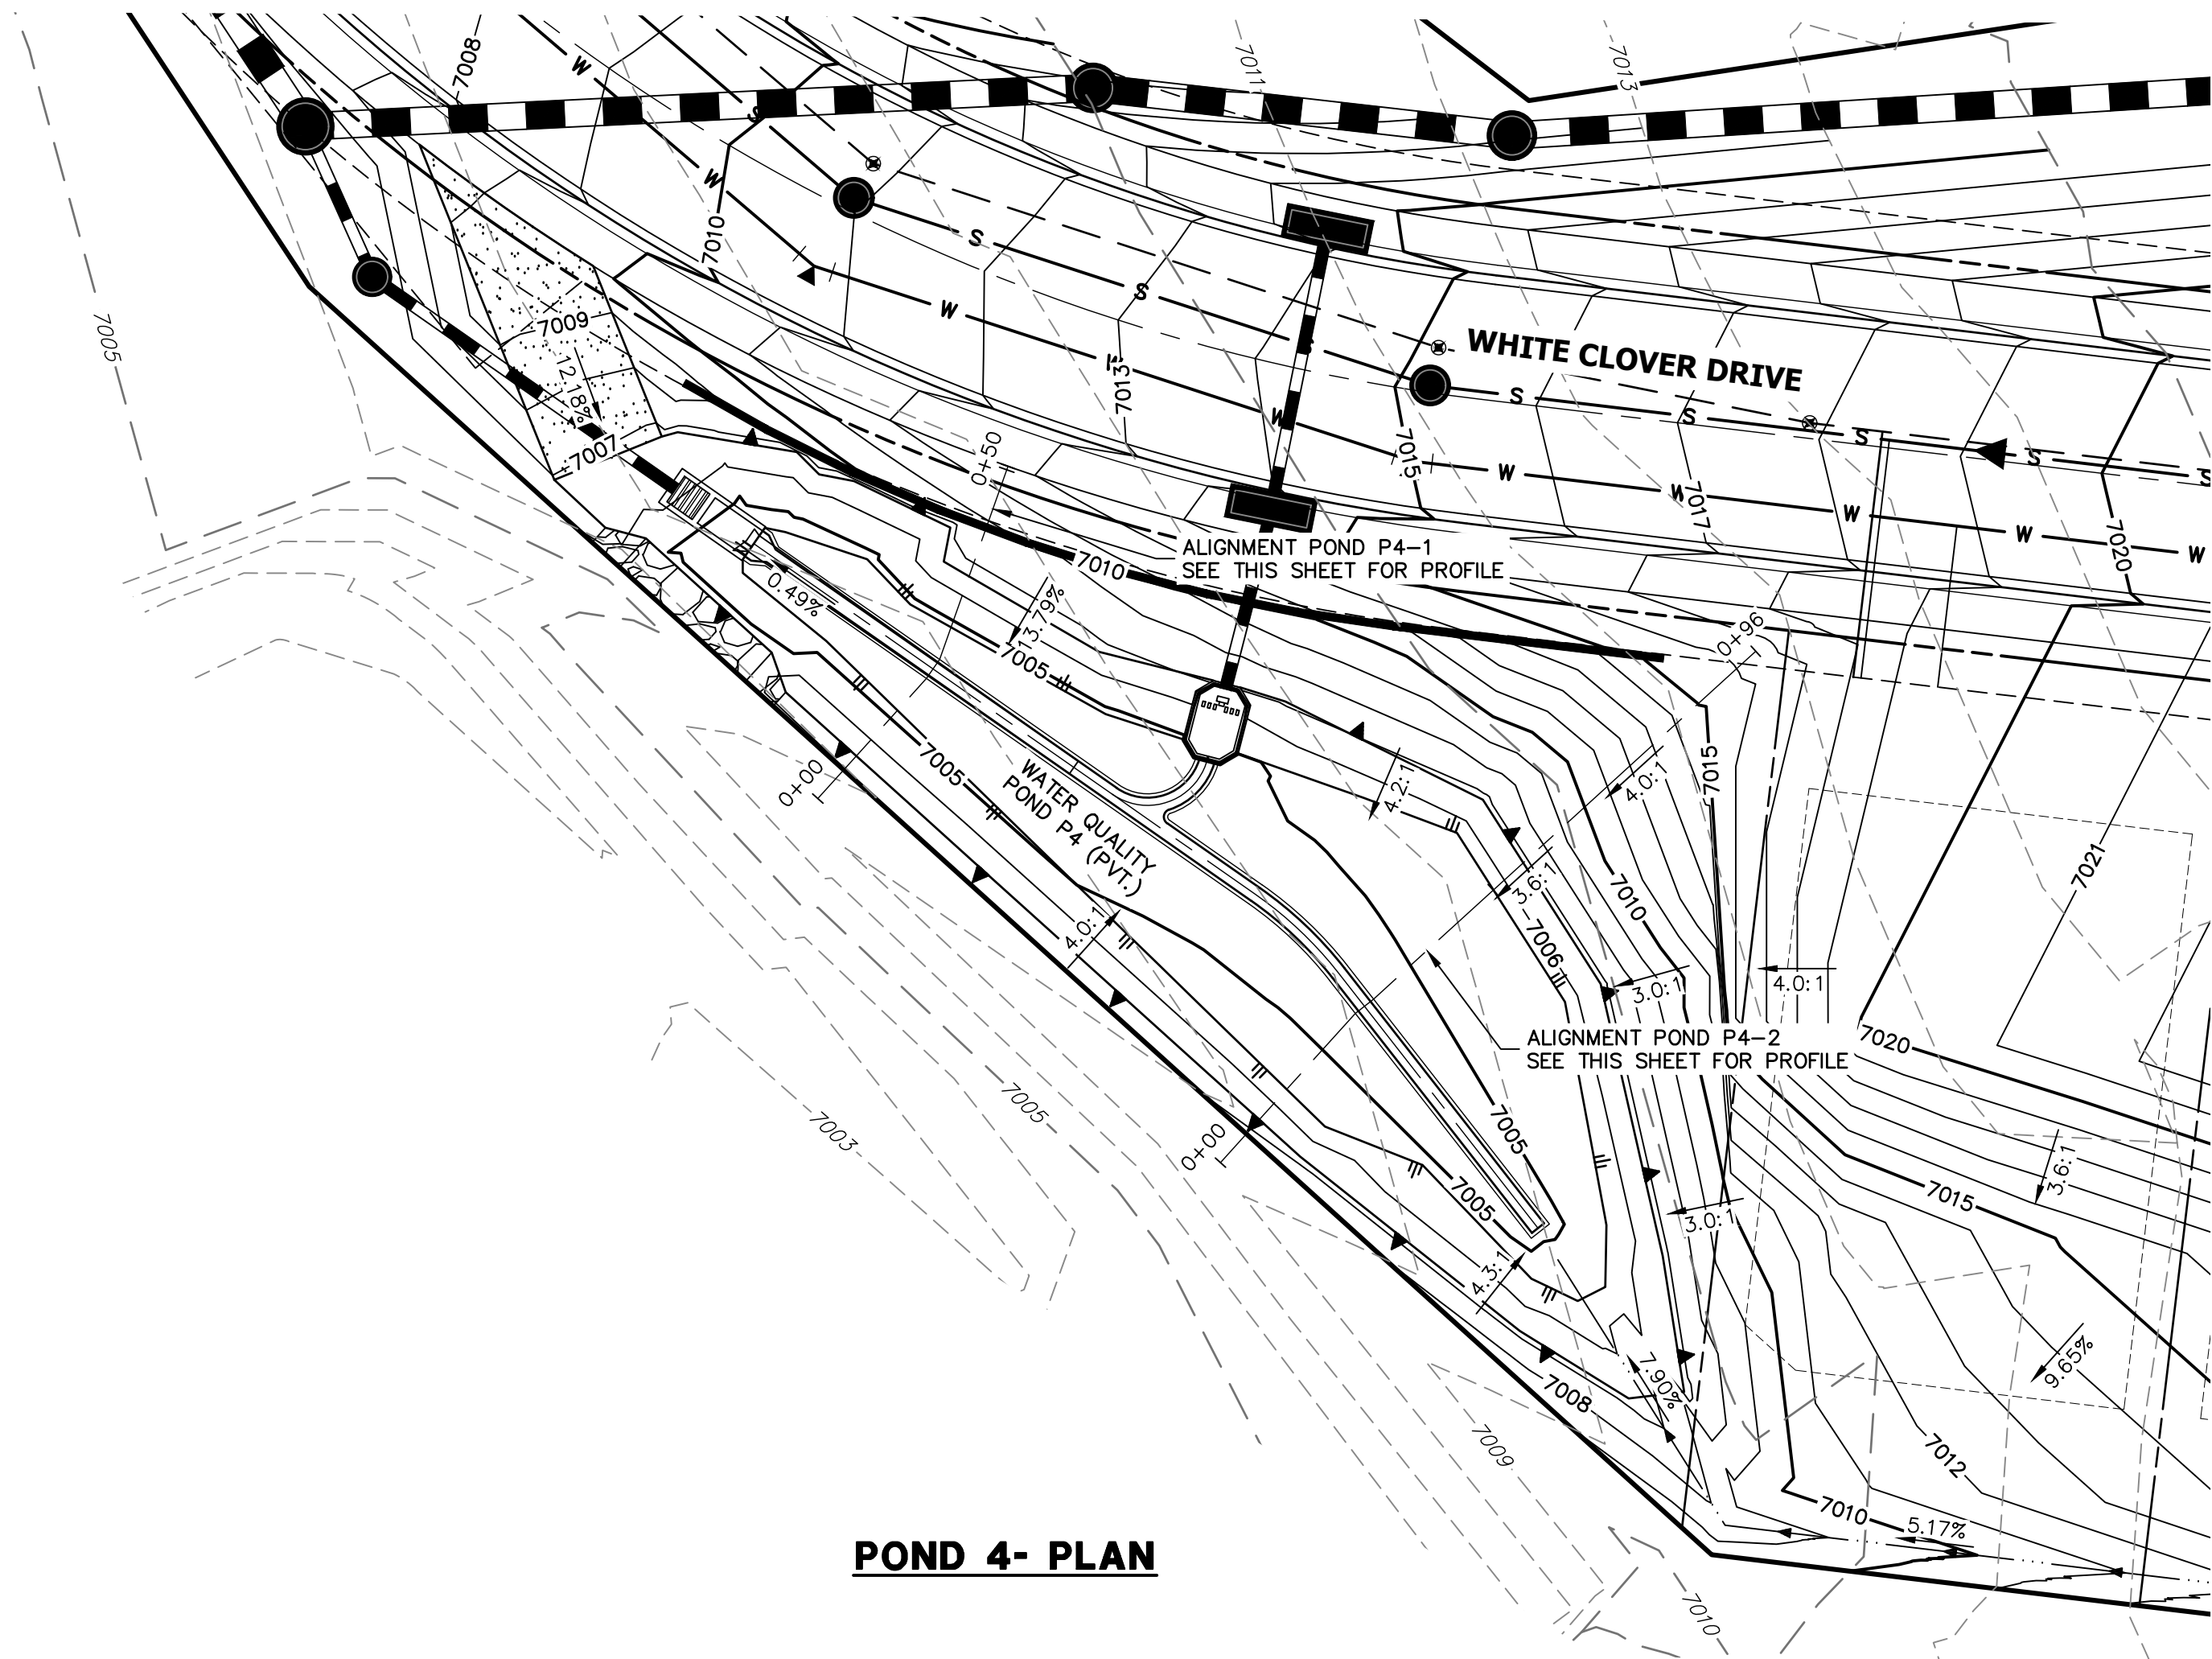 7008
7011
7013
W
S
W
7010
S
W
S
7005
7009
12.18%
W
7013
S
WHITE CLOVER DRIVE
W
S
S
S
S
S
7015
W
W
7017
W
W
W
7020
7007
0+50
ALIGNMENT POND P4-1
SEE THIS SHEET FOR PROFILE
7010
0.49%
13.79%
7005
0+96
7015
4.0:1
4.2:1
0+00
7005
WATER QUALITY
POND P4 (PVT.)
3.6:1
7010
7021
4.0:1
7006
3.0:1
4.0:1
ALIGNMENT POND P4-2
SEE THIS SHEET FOR PROFILE
7020
7003
7005
0+00
7005
7005
3.6:1
7015
3.0:1
4.3:1
7.90%
7008
9.65%
7009
7012
7010
5.17%
7010
POND 4- PLAN